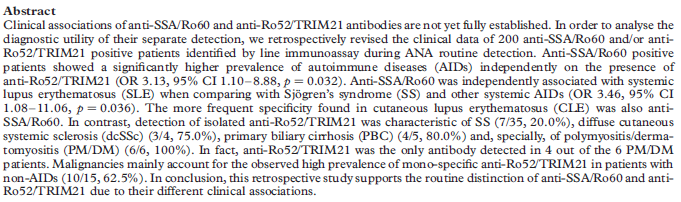 Abstract
Clinical associations of anti-SSA/Ro60 and anti-Ro52/TRIM21 antibodies are not yet fully established. In order to analyse the
diagnostic utility of their separate detection, we retrospectively revised the clinical data of 200 anti-SSA/Ro60 and/or anti-
Ro52/TRIM21 positive patients identified by line immunoassay during ANA routine detection. Anti-SSA/Ro60 positive
patients showed a significantly higher prevalence of autoimmune diseases (AIDs) independently on the presence of
anti-Ro52/TRIM21 (OR 3.13, 95% CI 1.10–8.88, p = 0.032). Anti-SSA/Ro60 was independently associated with systemic
lupus erythematosus (SLE) when comparing with Sjögren's syndrome (SS) and other systemic AIDs (OR 3.46, 95% CI
1.08–11.06, p = 0.036). The more frequent specificity found in cutaneous lupus erythematosus (CLE) was also anti-
SSA/Ro60. In contrast, detection of isolated anti-Ro52/TRIM21 was characteristic of SS (7/35, 20.0%), diffuse cutaneous
systemic sclerosis (dcSSc) (3/4, 75.0%), primary biliary cirrhosis (PBC) (4/5, 80.0%) and, specially, of polymyositis/derma-
tomyositis (PM/DM) (6/6, 100%). In fact, anti-Ro52/TRIM21 was the only antibody detected in 4 out of the 6 PM/DM
patients. Malignancies mainly account for the observed high prevalence of mono-specific anti-Ro52/TRIM21 in patients with
non-AIDs (10/15, 62.5%). In conclusion, this retrospective study supports the routine distinction of anti-SSA/Ro60 and anti-
Ro52/TRIM21 due to their different clinical associations.